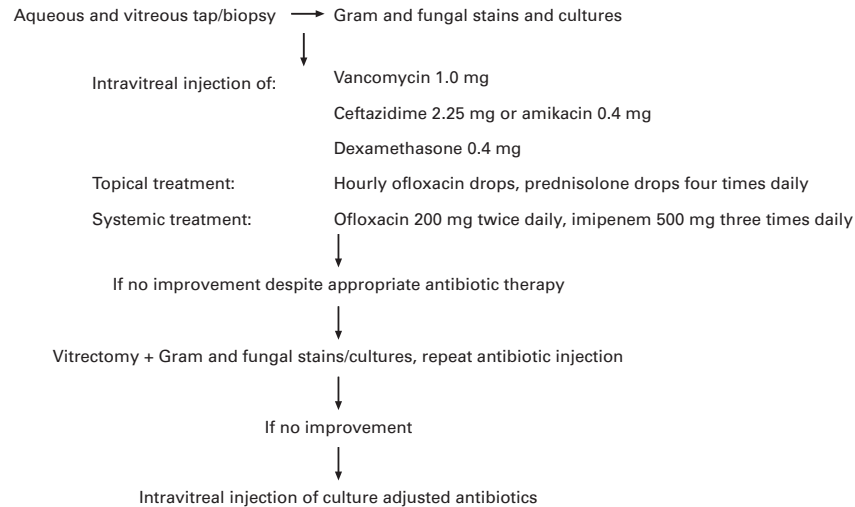 Aqueous and vitreous tap/biopsy Gram and fungal stains and cultures
Intravitreal injection of: Vancomycin 1.0 mg
Ceftazidime 2.25 mg or amikacin 0.4 mg
Dexamethasone 0.4 mg
Topical treatment: Hourly ofloxacin drops, prednisolone drops four times daily
Systemic treatment: Ofloxacin 200 mg twice daily, imipenem 500 mg three times daily
If no improvement despite appropriate antibiotic therapy
Vitrectomy + Gram and fungal stains/cultures, repeat antibiotic injection
If no improvement
Intravitreal injection of culture adjusted antibiotics